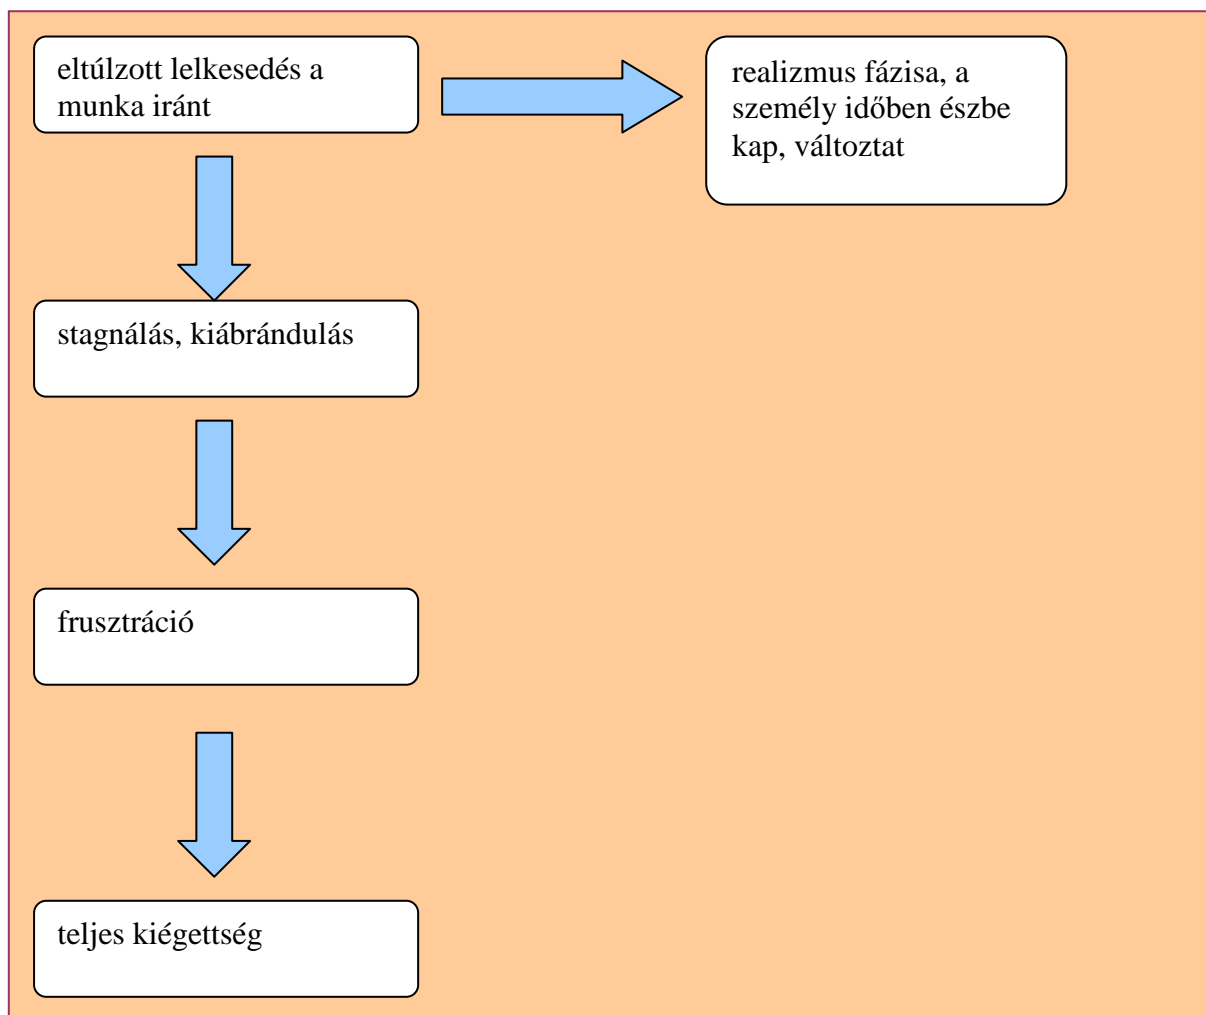 eltúlzott lelkesedés a
munka iránt
realizmus fázisa, a
személy időben észbe
kap, változtat
stagnálás, kiábrándulás
frusztráció
teljes kiégettség